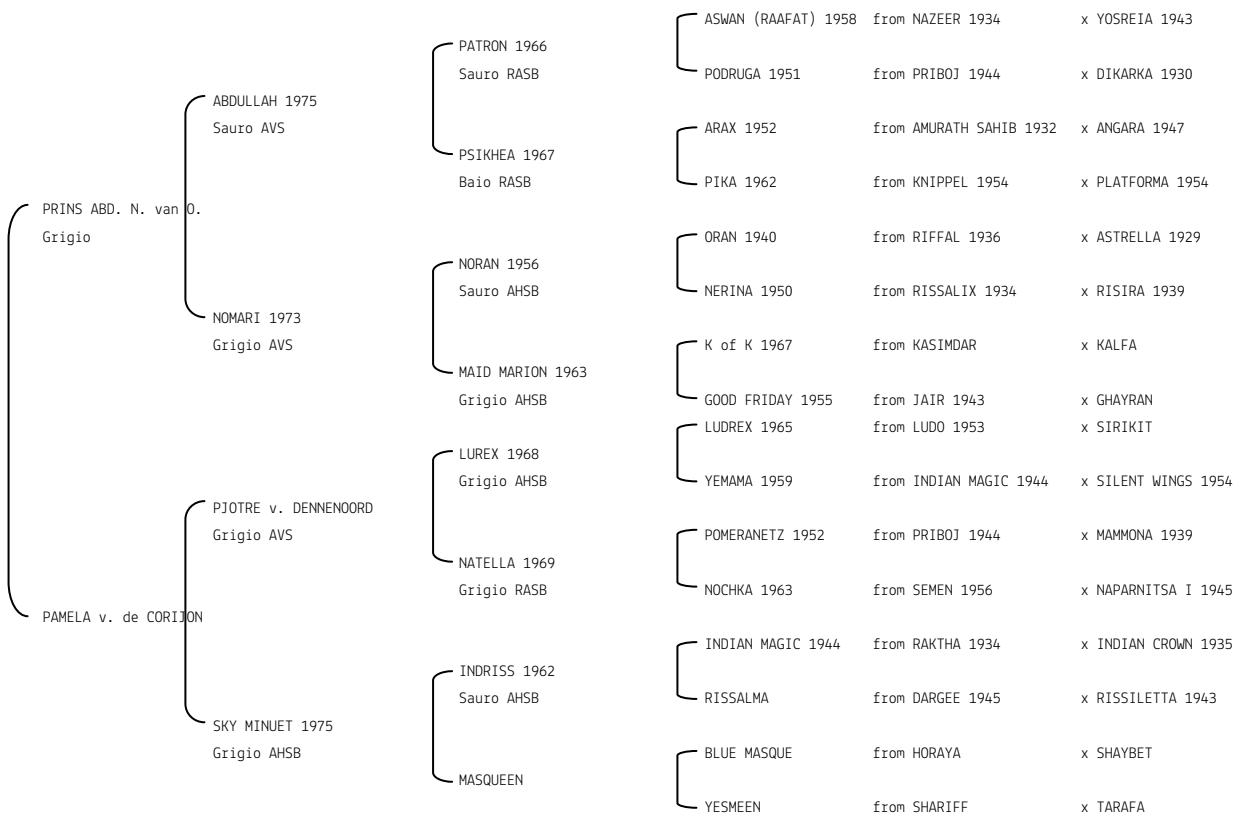 ASWAN (RAAFAT) 1958 from NAZEER 1934 x YOSREIA 1943
PATRON 1966
Sauro RASB
PODRUGA 1951 from PRIBOJ 1944 x DIKARKA 1930
ABDULLAH 1975
Sauro AVS
ARAX 1952 from AMURATH SAHIB 1932 x ANGARA 1947
PSIKHEA 1967
Baio RASB
PIKA 1962 from KNIPPEL 1954 x PLATFORMA 1954
PRINS ABD. N. van O.
Grigio
ORAN 1940 from RIFFAL 1936 x ASTRELLA 1929
NORAN 1956
Sauro AHSB
NERINA 1950 from RISSALIX 1934 x RISIRA 1939
NOMARI 1973
Grigio AVS
K of K 1967 from KASIMDAR x KALFA
MAID MARION 1963
Grigio AHSB
GOOD FRIDAY 1955 from JAIR 1943 x GHAYRAN
LUDREX 1965 from LUDO 1953 x SIRIKIT
LUREX 1968
Grigio AHSB
YEMAMA 1959 from INDIAN MAGIC 1944 x SILENT WINGS 1954
PJOTRE v. DENNENOORD
Grigio AVS
POMERANETZ 1952 from PRIBOJ 1944 x MAMMONA 1939
NATELLA 1969
Grigio RASB
NOCHKA 1963 from SEMEN 1956 x NAPARNITSA I 1945
PAMELA v. de CORIJON
INDIAN MAGIC 1944 from RAKTHA 1934 x INDIAN CROWN 1935
INDRISS 1962
Sauro AHSB
RISSALMA from DARGEE 1945 x RISSILETTA 1943
SKY MINUET 1975
Grigio AHSB
BLUE MASQUE from HORAYA x SHAYBET
MASQUEEN
YESMEEN from SHARIFF x TARAFA